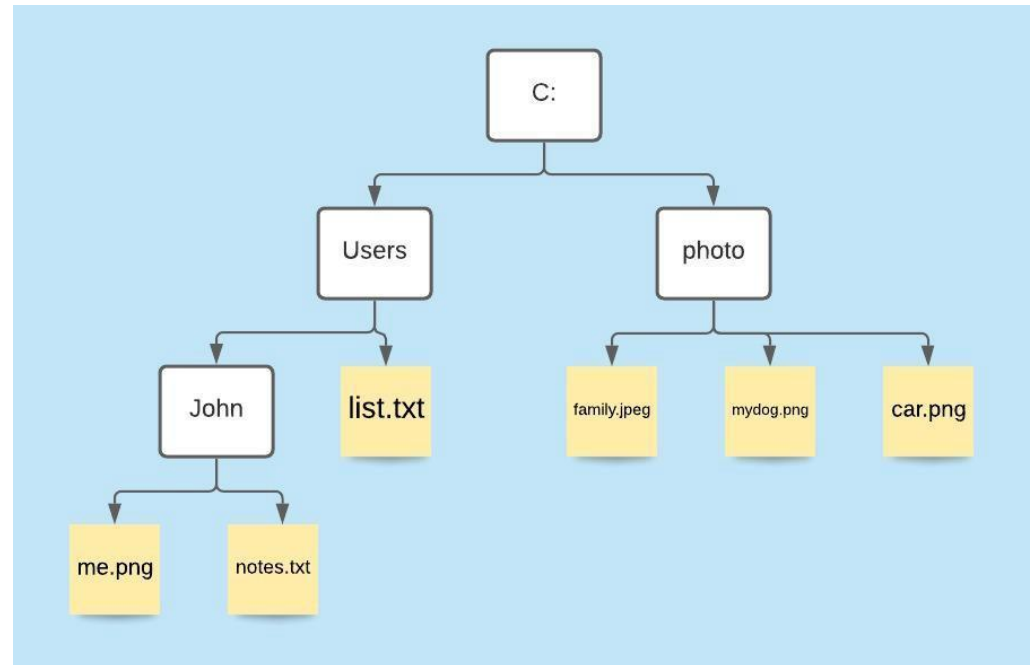 C:
Users
photo
John
list.txt
family.jpeg
mydog.png
car.png
me.png
notes.txt